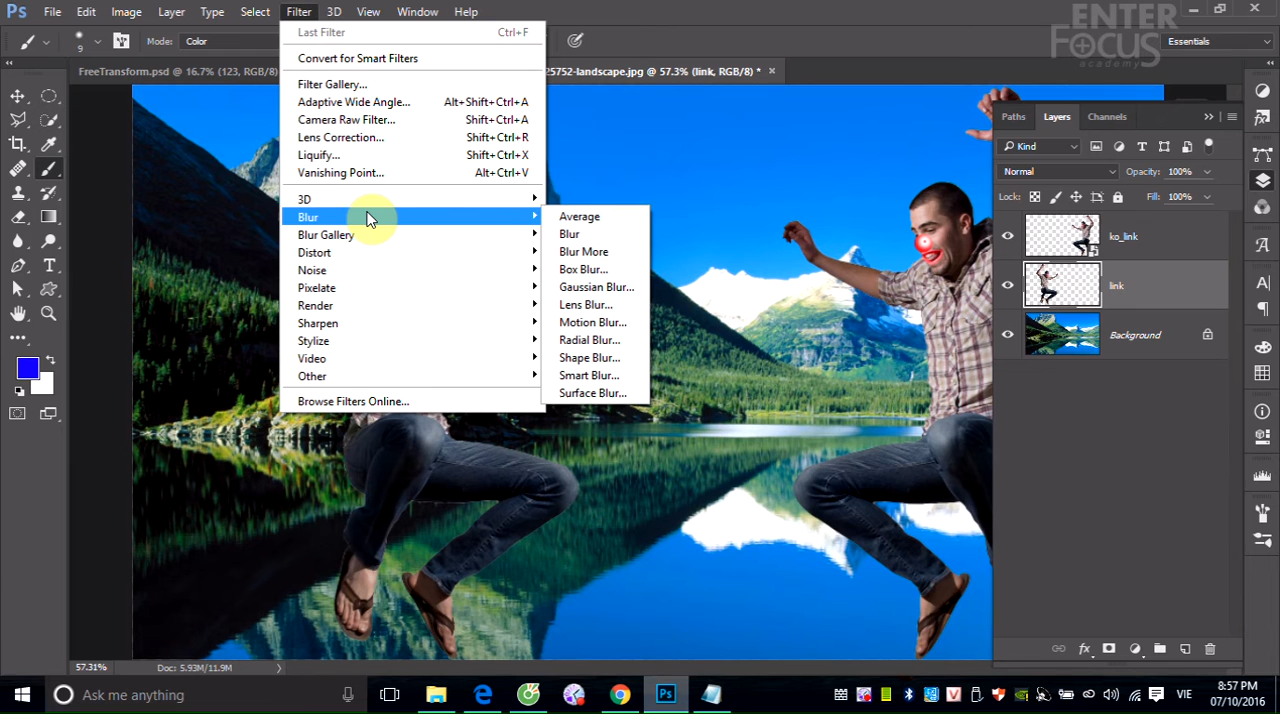 Ps File Edit Image Layer Type Select Filter 3D View Window Help
ENTER
FOCUS
academy
9 Mode: Color
Essentials
FreeTransform.psd @ 16.7% (123, RGB/8)
25752-landscape.jpg @ 57.3% (link, RGB/8) *
Last Filter Ctrl+F
Convert for Smart Filters
Filter Gallery...
Adaptive Wide Angle... Alt+Shift+Ctrl+A
Camera Raw Filter... Shift+Ctrl+A
Lens Correction... Shift+Ctrl+R
Liquify... Shift+Ctrl+X
Vanishing Point... Alt+Ctrl+V
3D
Blur
Blur Gallery
Distort
Noise
Pixelate
Render
Sharpen
Stylize
Video
Other
Browse Filters Online...
Average
Blur
Blur More
Box Blur...
Gaussian Blur...
Lens Blur...
Motion Blur...
Radial Blur...
Shape Blur...
Smart Blur...
Surface Blur...
Paths Layers Channels
Kind
Normal Opacity: 100%
Lock: Fill: 100%
ko_link
link
Background
57.31% Doc: 5.93M/11.9M
Ask me anything
VIE
8:57 PM
07/10/2016